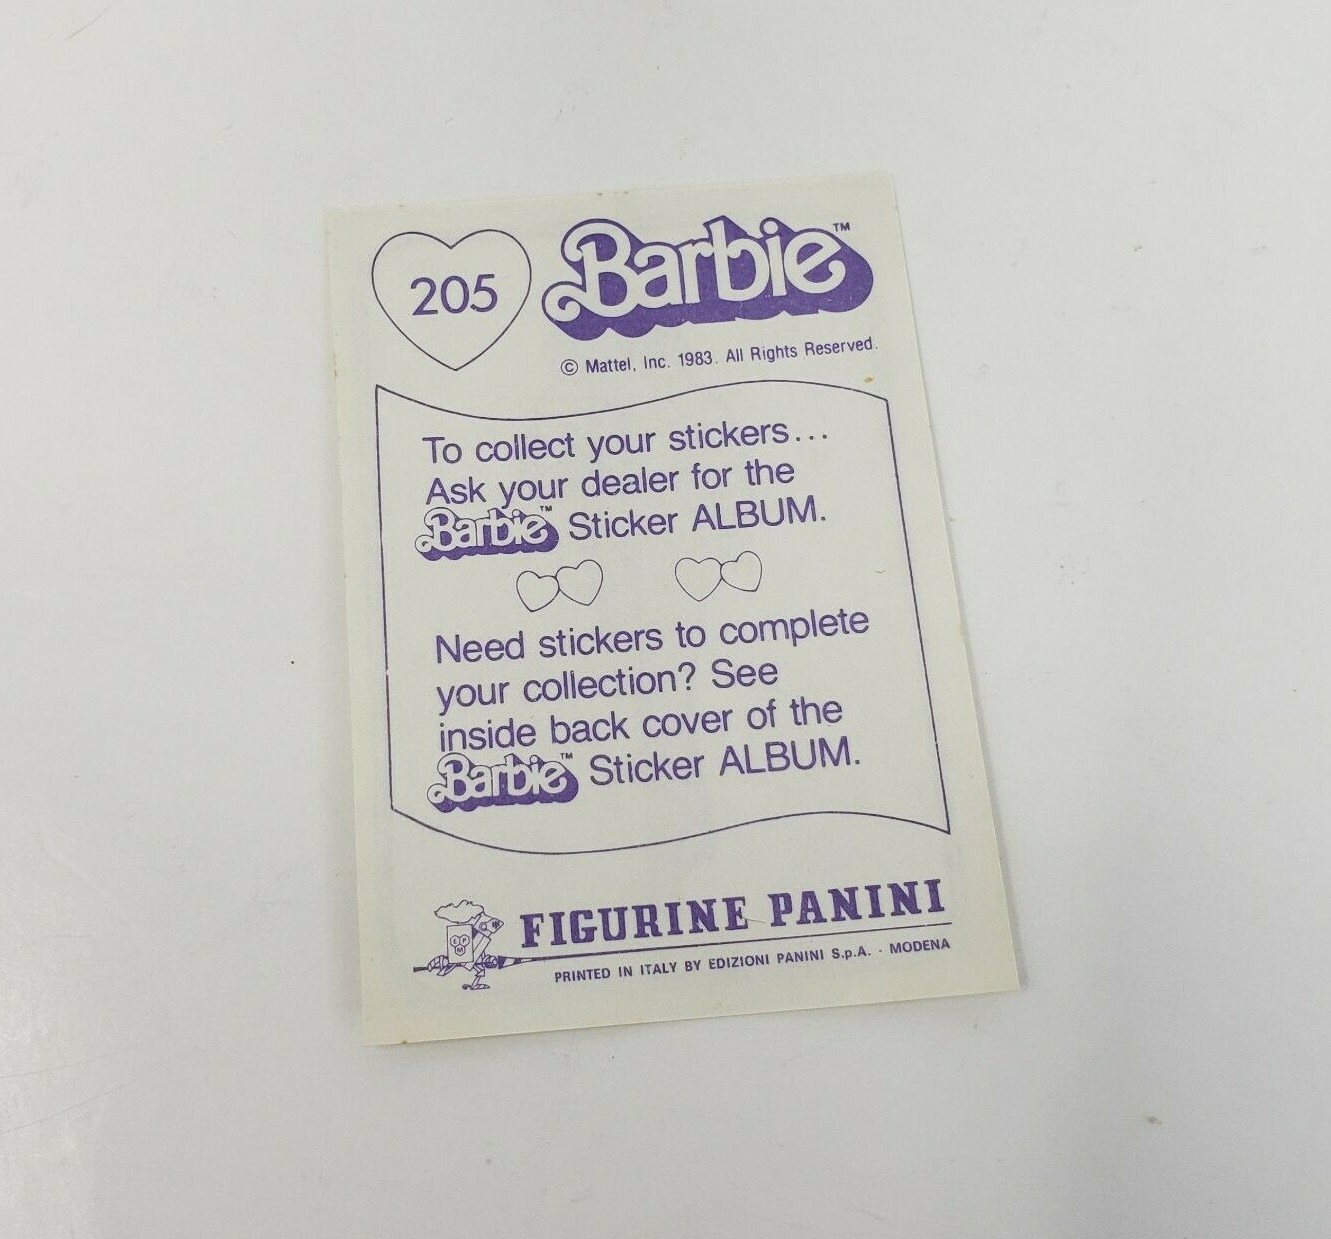 205
Barbie™
© Mattel, Inc. 1983. All Rights Reserved.
To collect your stickers...
Ask your dealer for the
Barbie™ Sticker ALBUM.
Need stickers to complete
your collection? See
inside back cover of the
Barbie™ Sticker ALBUM.
FIGURINE PANINI
PRINTED IN ITALY BY EDIZIONI PANINI S.p.A. - MODENA